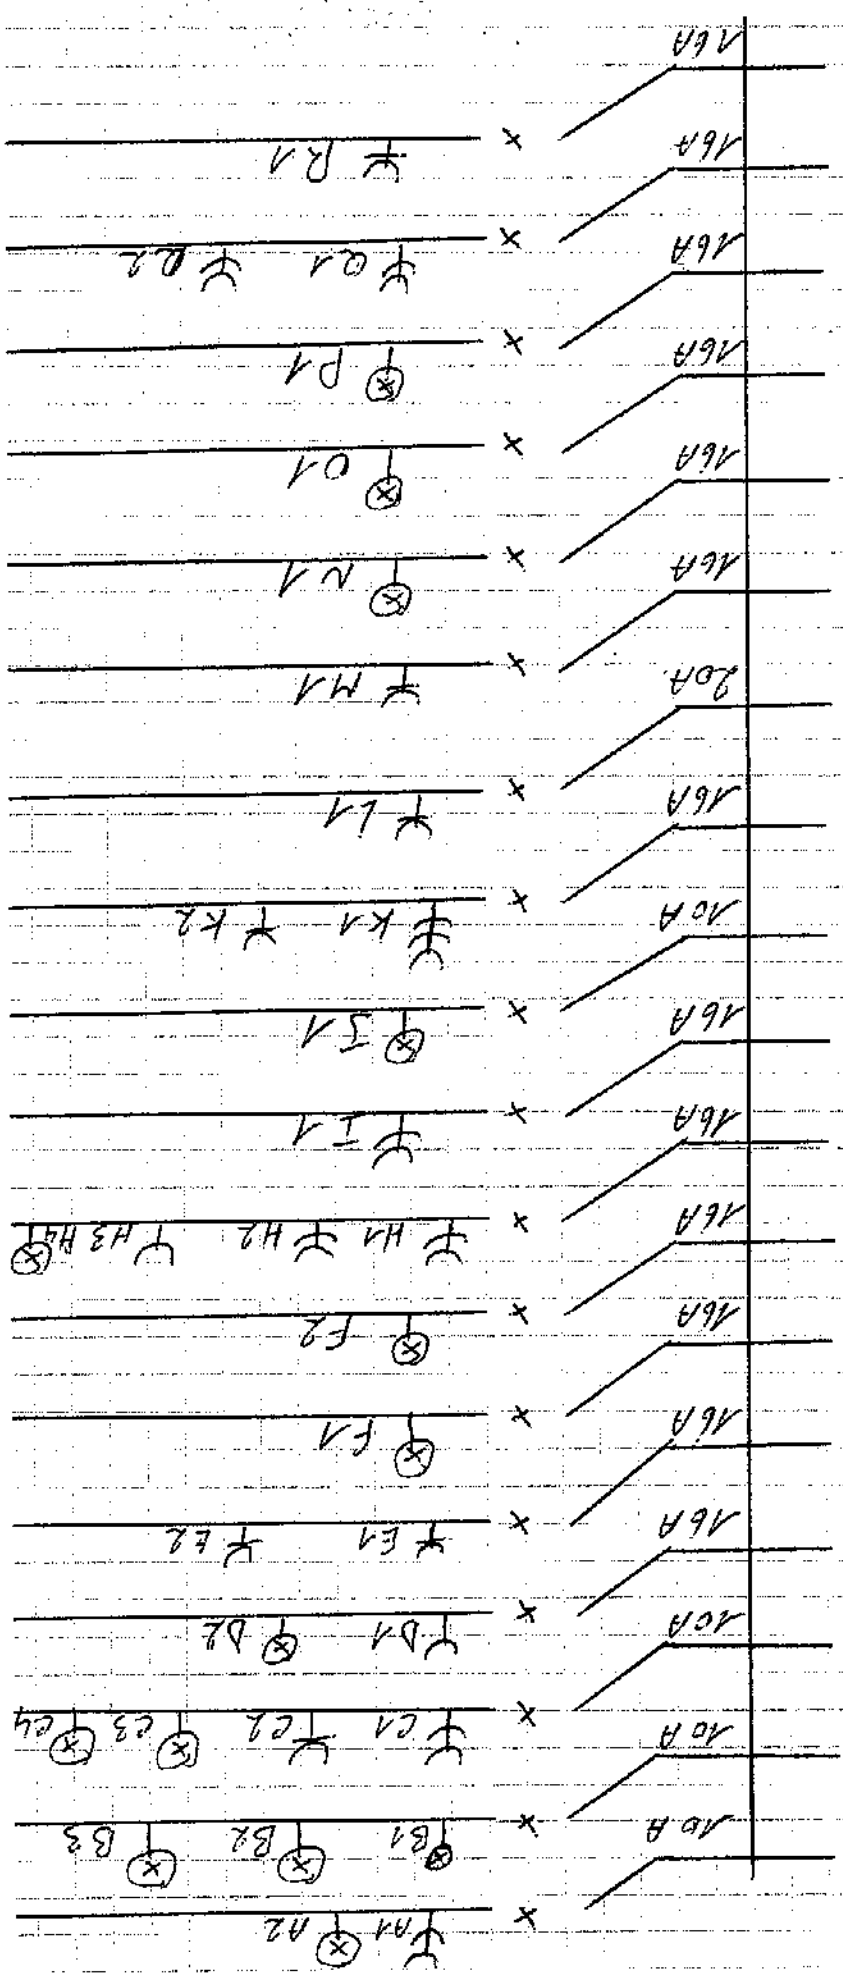 10A A1 A2
10A B1 B2 B3
10A C1 C2 C3 C4
16A D1 D2
16A E1 E2
16A F1
16A F2
16A H1 H2 H3 H4
16A I1
10A J1
16A K1 K2
20A L1
16A M1
16A N1
16A O1
16A P1
16A Q1 Q2
16A R1